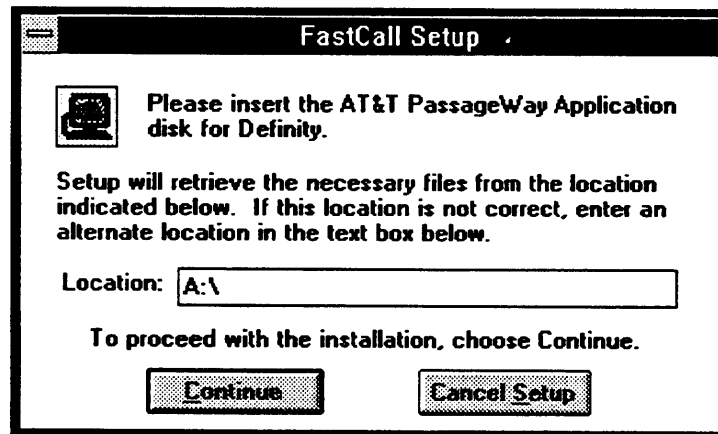 FastCall Setup
Please insert the AT&T PassageWay Application
disk for Definity.
Setup will retrieve the necessary files from the location
indicated below.  If this location is not correct, enter an
alternate location in the text box below.
Location: A:\
To proceed with the installation, choose Continue.
Continue
Cancel Setup